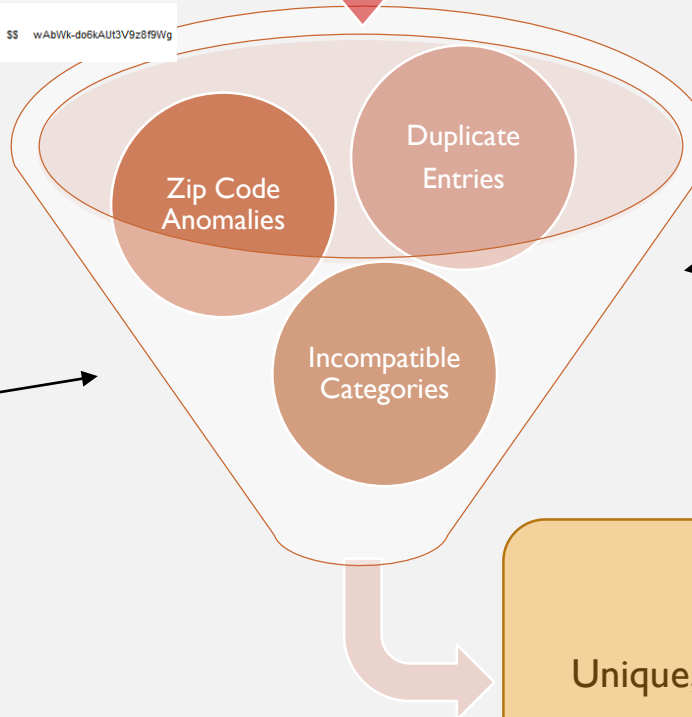 $$ wAbWk-do6kAUt3V9z8f9Wg
Duplicate
Entries
Zip Code
Anomalies
Incompatible
Categories
Unique